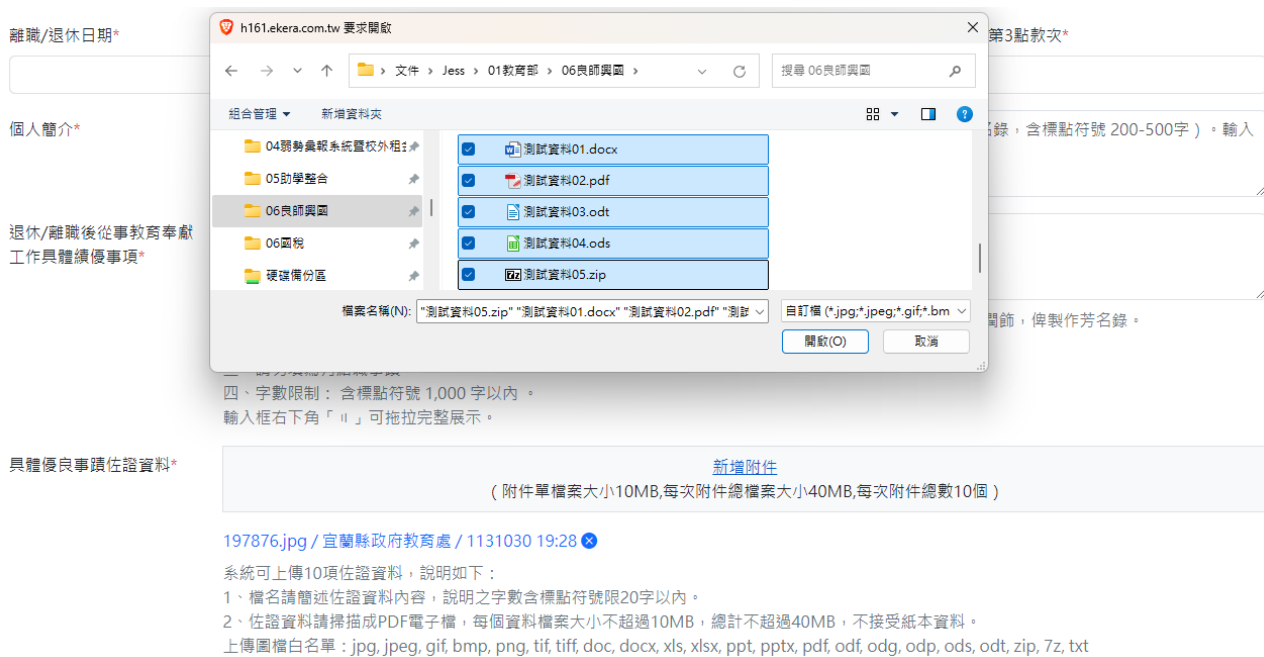 離職/退休日期*
h161.ekera.com.tw 要求開啟
第3點款次*
文件 › Jess › 01教育部 › 06良師興國 ›
搜尋 06良師興國
組合管理
新增資料夾
個人簡介*
錄，含標點符號 200-500字）。輸入
04弱勢彙報系統暨校外租
05助學整合
06良師興國
06國稅
硬碟備份區
測試資料01.docx
測試資料02.pdf
測試資料03.odt
測試資料04.ods
測試資料05.zip
退休/離職後從事教育奉獻
工作具體績優事項*
檔案名稱(N):
"測試資料05.zip" "測試資料01.docx" "測試資料02.pdf" "測試
自訂檔 (*.jpg;*.jpeg;*.gif;*.bm
開啟(O)
取消
潤飾，俾製作芳名錄。
四、字數限制： 含標點符號 1,000 字以內 。
輸入框右下角「〃」可拖拉完整展示。
具體優良事蹟佐證資料*
新增附件
( 附件單檔案大小10MB,每次附件總檔案大小40MB,每次附件總數10個 )
197876.jpg / 宜蘭縣政府教育處 / 1131030 19:28
系統可上傳10項佐證資料，說明如下：
1、檔名請簡述佐證資料內容，說明之字數含標點符號限20字以內。
2、佐證資料請掃描成PDF電子檔，每個資料檔案大小不超過10MB，總計不超過40MB，不接受紙本資料。
上傳圖檔白名單：jpg, jpeg, gif, bmp, png, tif, tiff, doc, docx, xls, xlsx, ppt, pptx, pdf, odf, odg, odp, ods, odt, zip, 7z, txt